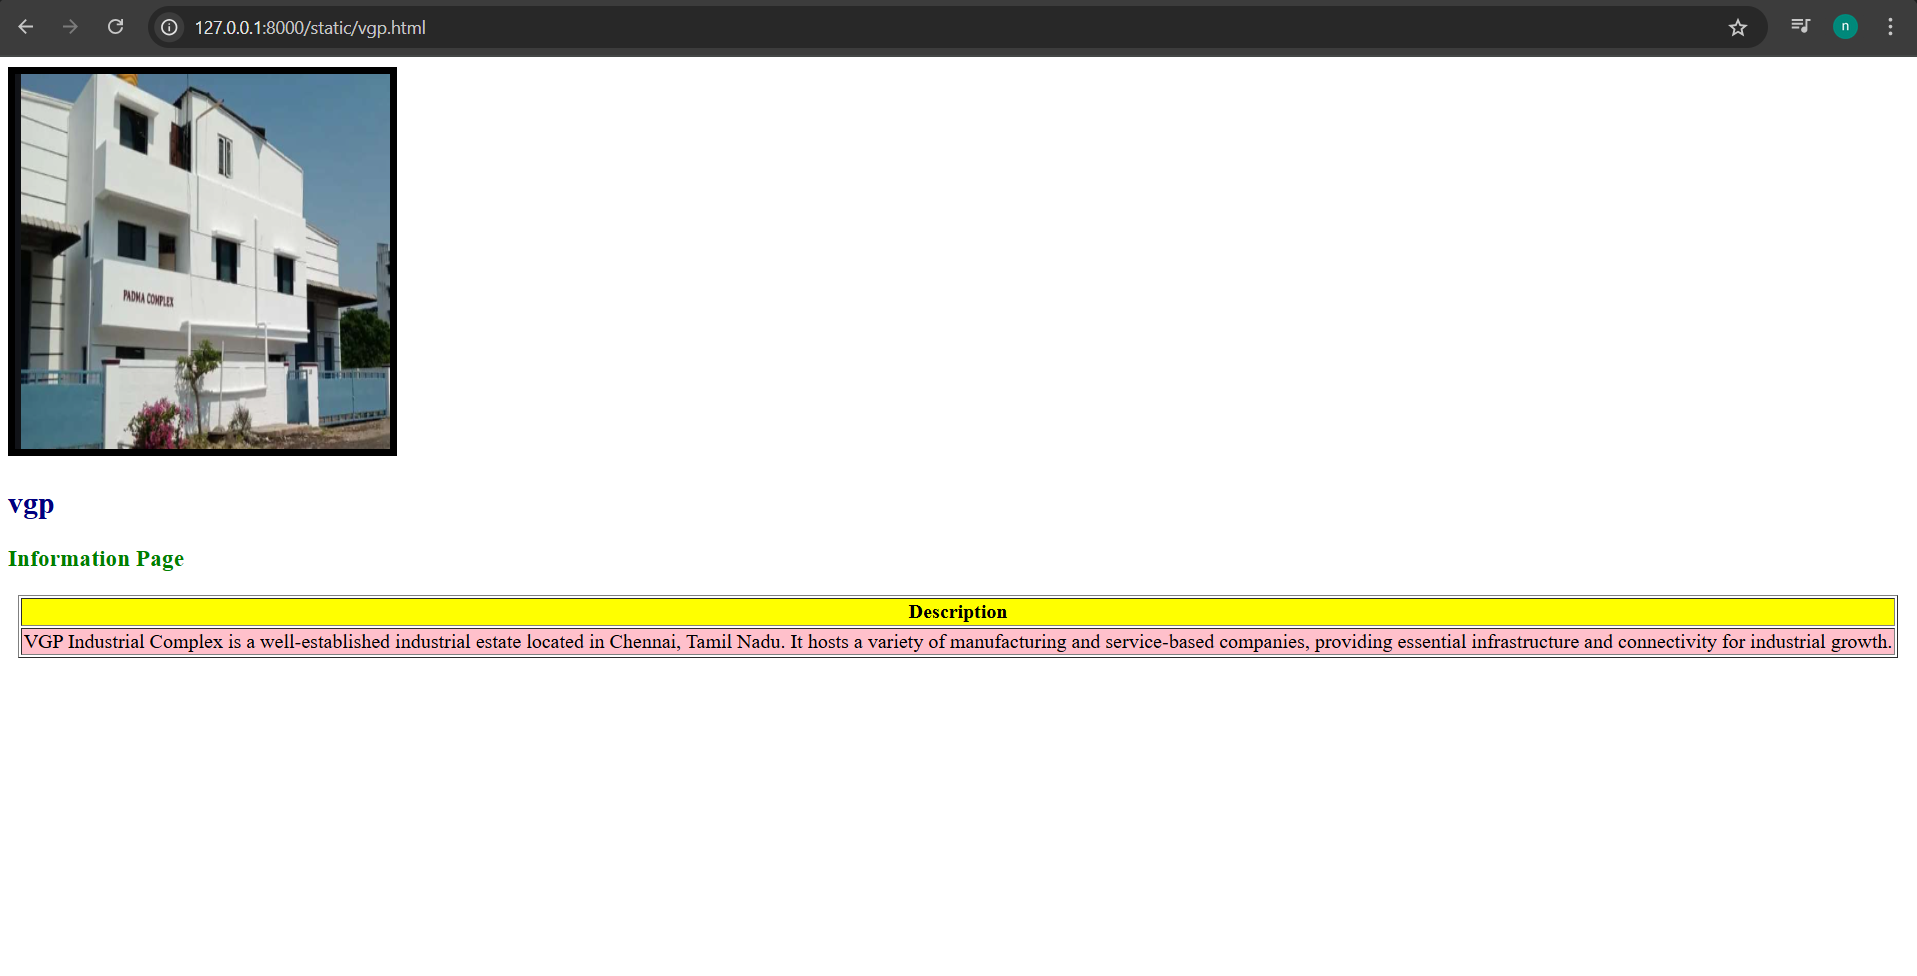 127.0.0.1:8000/static/vgp.html
n
PADMA COMPLEX
vgp
Information Page
Description
VGP Industrial Complex is a well-established industrial estate located in Chennai, Tamil Nadu. It hosts a variety of manufacturing and service-based companies, providing essential infrastructure and connectivity for industrial growth.